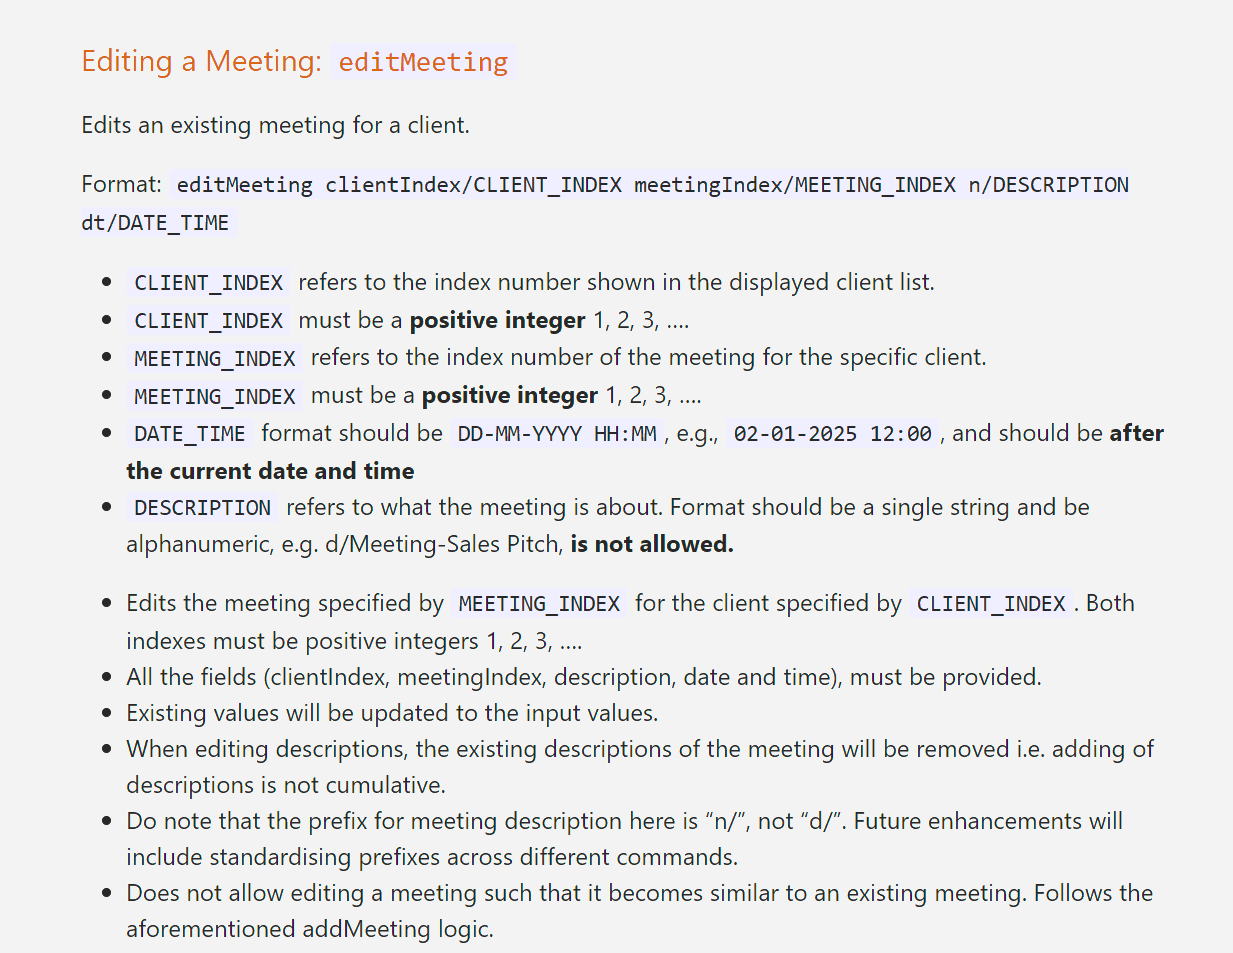 Editing a Meeting: editMeeting
Edits an existing meeting for a client.
Format: editMeeting clientIndex/CLIENT_INDEX meetingIndex/MEETING_INDEX n/DESCRIPTION
dt/DATE_TIME
• CLIENT_INDEX refers to the index number shown in the displayed client list.
• CLIENT_INDEX must be a positive integer 1, 2, 3, ….
• MEETING_INDEX refers to the index number of the meeting for the specific client.
• MEETING_INDEX must be a positive integer 1, 2, 3, ….
• DATE_TIME format should be DD-MM-YYYY HH:MM, e.g., 02-01-2025 12:00, and should be after
the current date and time
• DESCRIPTION refers to what the meeting is about. Format should be a single string and be
alphanumeric, e.g. d/Meeting-Sales Pitch, is not allowed.
• Edits the meeting specified by MEETING_INDEX for the client specified by CLIENT_INDEX. Both
indexes must be positive integers 1, 2, 3, ….
• All the fields (clientIndex, meetingIndex, description, date and time), must be provided.
• Existing values will be updated to the input values.
• When editing descriptions, the existing descriptions of the meeting will be removed i.e. adding of
descriptions is not cumulative.
• Do note that the prefix for meeting description here is “n/”, not “d/”. Future enhancements will
include standardising prefixes across different commands.
• Does not allow editing a meeting such that it becomes similar to an existing meeting. Follows the
aforementioned addMeeting logic.